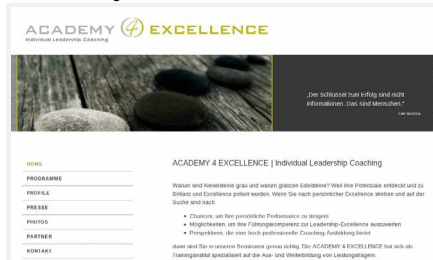 ACADEMY 4 EXCELLENCE
Individual Leadership Coaching
„Der Schlüssel zum Erfolg sind nicht
Informationen. Das sind Menschen."
Lee Iacocca
HOME
PROGRAMME
PROFILE
PRESSE
PHOTOS
PARTNER
KONTAKT
ACADEMY 4 EXCELLENCE | Individual Leadership Coaching
Warum sind Kieselsteine grau und warum glänzen Edelsteine? Weil ihre Potenziale entdeckt und zu
Brillanz und Excellence poliert werden. Wenn Sie nach persönlicher Excellence streben und auf der
Suche sind nach
Chancen, um Ihre persönliche Performance zu steigern
Möglichkeiten, um Ihre Führungskompetenz zur Leadership-Excellence auszuweiten
Perspektiven, die eine hoch-professionelle Coaching-Ausbildung bietet
dann sind Sie in unseren Seminaren genau richtig. Die ACADEMY 4 EXCELLENCE hat sich als
Trainingsinstitut spezialisiert auf die Aus- und Weiterbildung von Leistungsträgern.